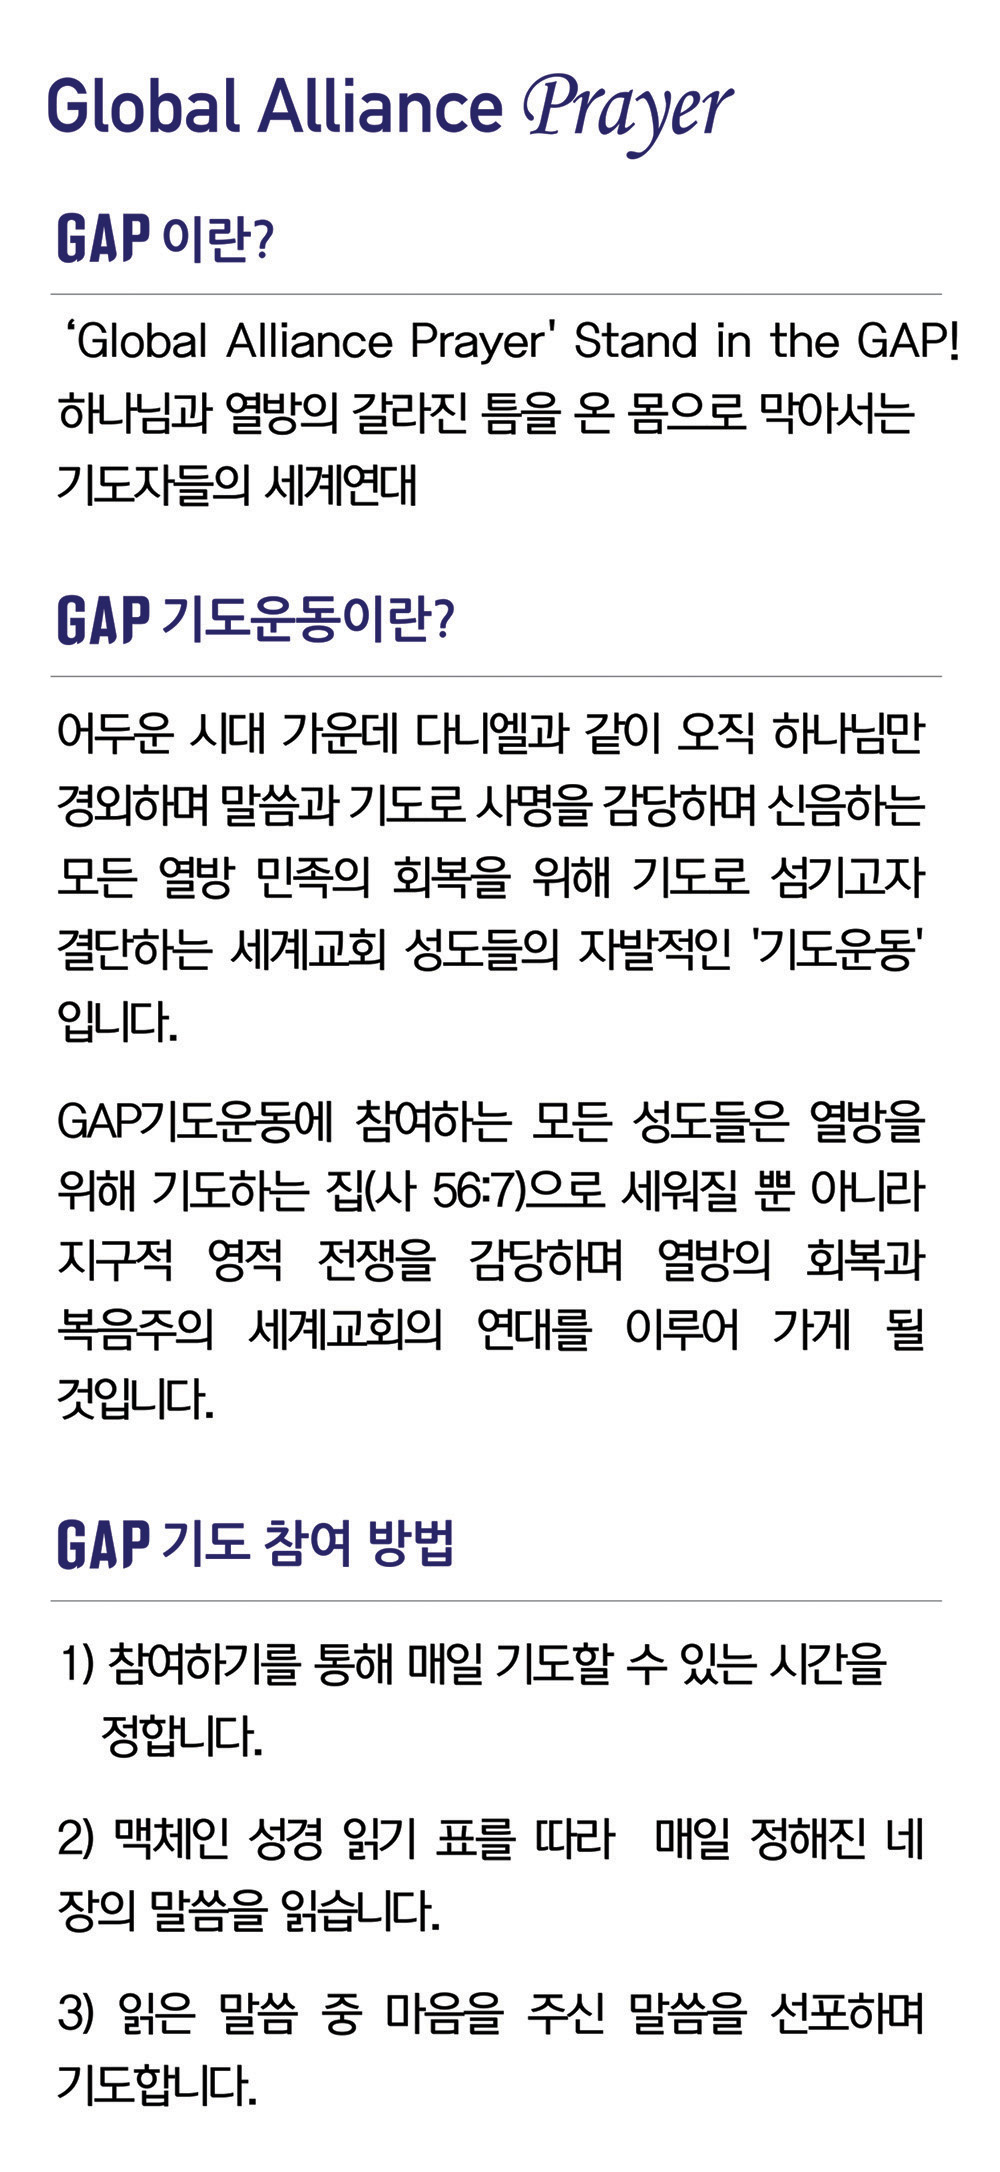 Global Alliance Prayer
GAP 이란?
‘Global Alliance Prayer' Stand in the GAP!
하나님과 열방의 갈라진 틈을 온 몸으로 막아서는
기도자들의 세계연대
GAP 기도운동이란?
어두운 시대 가운데 다니엘과 같이 오직 하나님만
경외하며 말씀과 기도로 사명을 감당하며 신음하는
모든 열방 민족의 회복을 위해 기도로 섬기고자
결단하는 세계교회 성도들의 자발적인 '기도운동'
입니다.
GAP기도운동에 참여하는 모든 성도들은 열방을
위해 기도하는 집(사 56:7)으로 세워질 뿐 아니라
지구적 영적 전쟁을 감당하며 열방의 회복과
복음주의 세계교회의 연대를 이루어 가게 될
것입니다.
GAP 기도 참여 방법
1) 참여하기를 통해 매일 기도할 수 있는 시간을
정합니다.
2) 맥체인 성경 읽기 표를 따라 매일 정해진 네
장의 말씀을 읽습니다.
3) 읽은 말씀 중 마음을 주신 말씀을 선포하며
기도합니다.